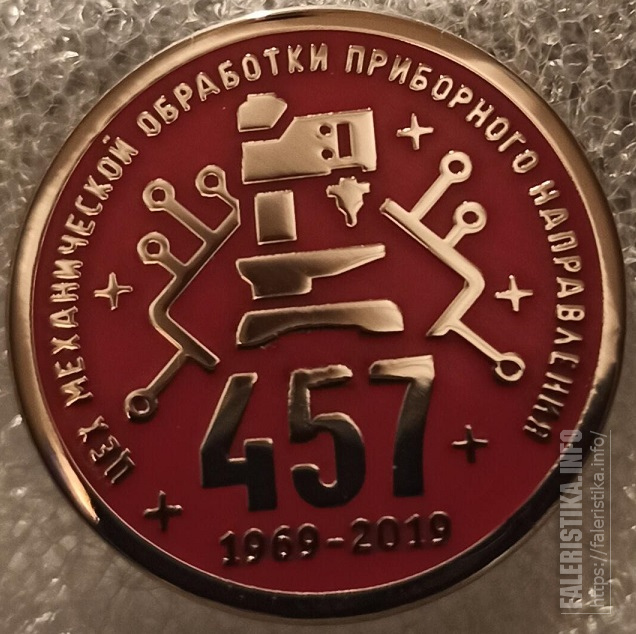 ЦЕХ МЕХАНИЧЕСКОЙ ОБРАБОТКИ ПРИБОРНОГО НАПРАВЛЕНИЯ
457
1969-2019
FALERISTIKA.INFO
https://faleristika.info/